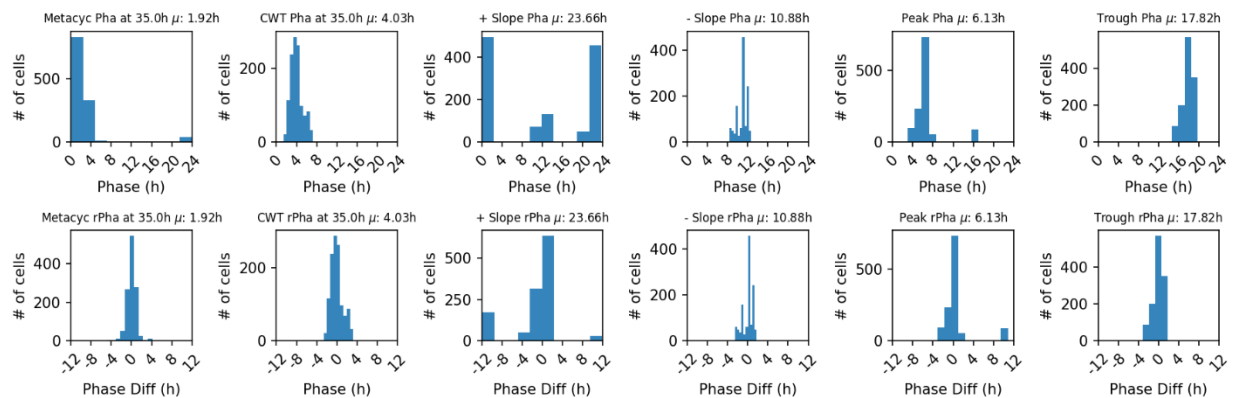 Metacyc Pha at 35.0h μ: 1.92h
CWT Pha at 35.0h μ: 4.03h
+ Slope Pha μ: 23.66h
- Slope Pha μ: 10.88h
Peak Pha μ: 6.13h
Trough Pha μ: 17.82h
# of cells
500
0
0 4 8 12 16 20 24
Phase (h)
# of cells
200
0
0 4 8 12 16 20 24
Phase (h)
# of cells
400
200
0
0 4 8 12 16 20 24
Phase (h)
# of cells
400
200
0
0 4 8 12 16 20 24
Phase (h)
# of cells
500
0
0 4 8 12 16 20 24
Phase (h)
# of cells
400
200
0
0 4 8 12 16 20 24
Phase (h)
Metacyc rPha at 35.0h μ: 1.92h
CWT rPha at 35.0h μ: 4.03h
+ Slope rPha μ: 23.66h
- Slope rPha μ: 10.88h
Peak rPha μ: 6.13h
Trough rPha μ: 17.82h
# of cells
400
200
0
-12 -8 -4 0 4 8 12
Phase Diff (h)
# of cells
200
0
-12 -8 -4 0 4 8 12
Phase Diff (h)
# of cells
500
250
0
-12 -8 -4 0 4 8 12
Phase Diff (h)
# of cells
400
200
0
-12 -8 -4 0 4 8 12
Phase Diff (h)
# of cells
500
0
-12 -8 -4 0 4 8 12
Phase Diff (h)
# of cells
400
200
0
-12 -8 -4 0 4 8 12
Phase Diff (h)